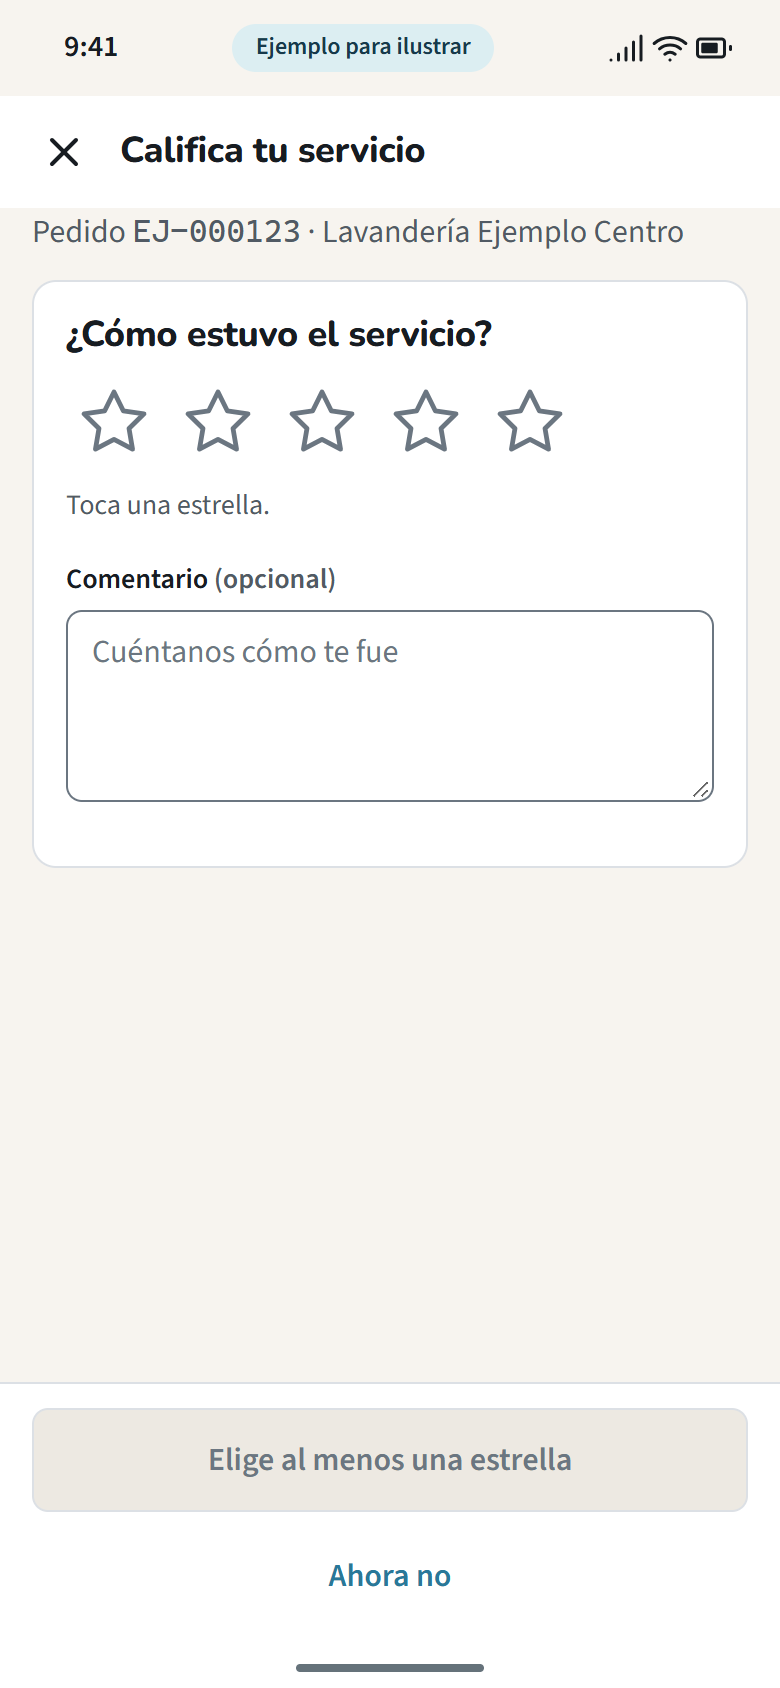 9:41
Ejemplo para ilustrar
Califica tu servicio
Pedido EJ-000123 · Lavandería Ejemplo Centro
¿Cómo estuvo el servicio?
Toca una estrella.
Comentario (opcional)
Cuéntanos cómo te fue
Elige al menos una estrella
Ahora no